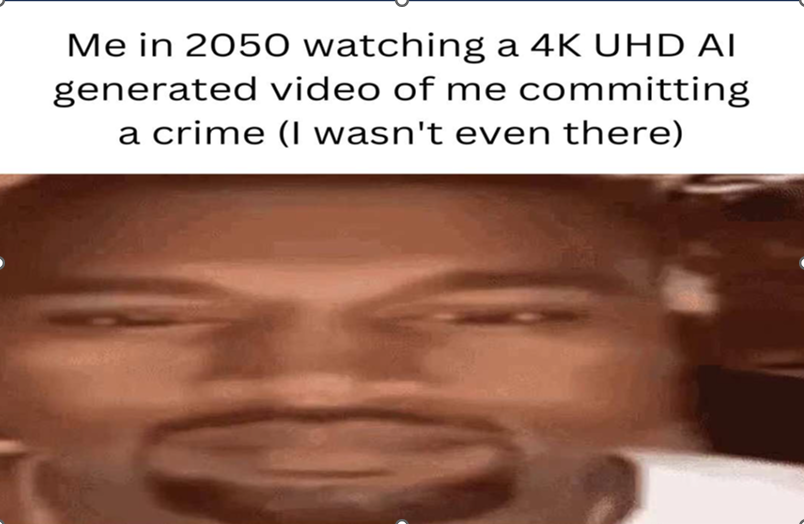 Me in 2050 watching a 4K UHD AI
generated video of me committing
a crime (I wasn't even there)